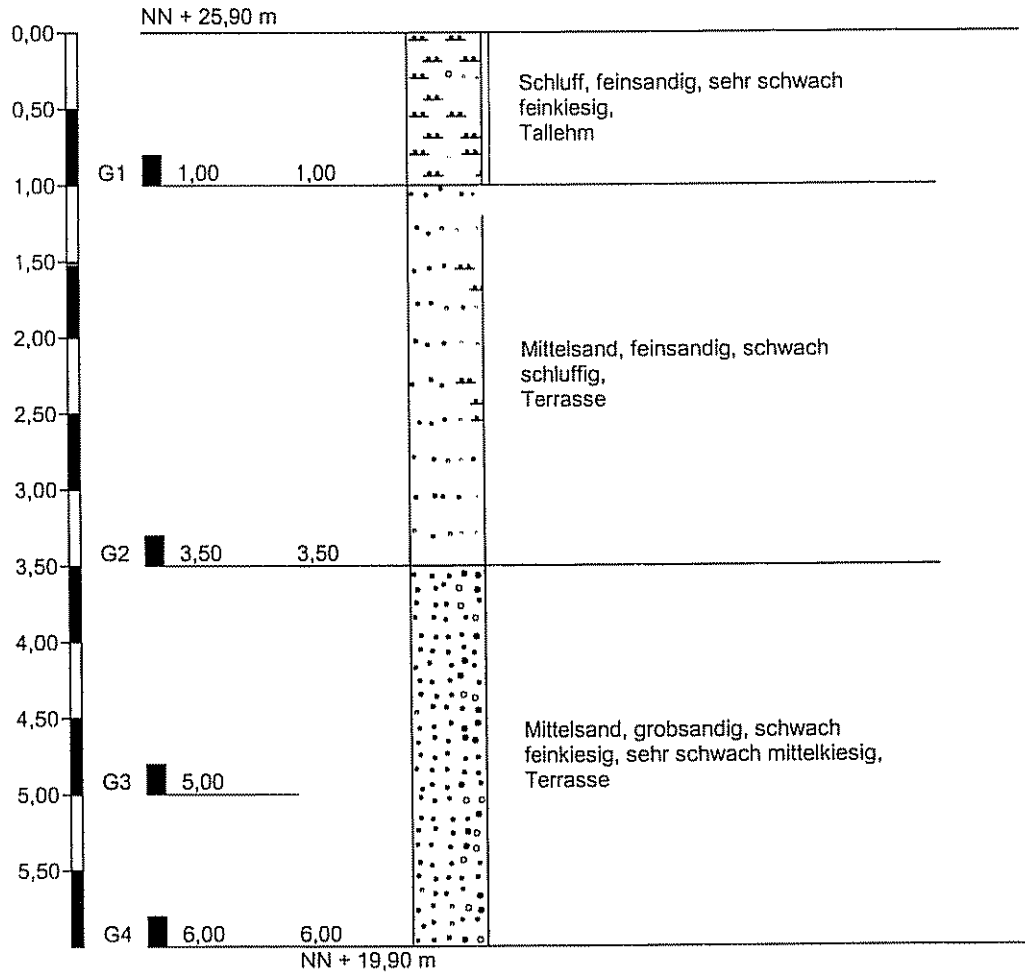 NN + 25,90 m
0,00
Schluff, feinsandig, sehr schwach
feinkiesig,
Tallehm
0,50
G1 1,00 1,00
1,00
1,50
2,00
Mittelsand, feinsandig, schwach
schluffig,
Terrasse
2,50
3,00
G2 3,50 3,50
3,50
4,00
4,50
Mittelsand, grobsandig, schwach
feinkiesig, sehr schwach mittelkiesig,
Terrasse
G3 5,00
5,00
5,50
G4 6,00 6,00
NN + 19,90 m